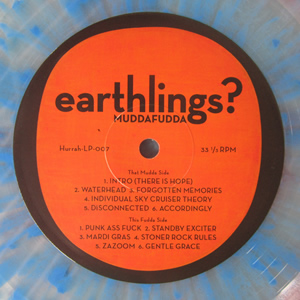 earthlings?
MUDDAFUDDA
Hurrah-LP-007
33 ⅓ RPM
That Mudda Side
1. INTRO (THERE IS HOPE)
2. WATERHEAD 3. FORGOTTEN MEMORIES
4. INDIVIDUAL SKY CRUISER THEORY
5. DISCONNECTED 6. ACCORDINGLY
This Fudda Side
1. PUNK ASS FUCK 2. STANDBY EXCITER
3. MARDI GRAS 4. STONER ROCK RULES
5. ZAZOOM 6. GENTLE GRACE